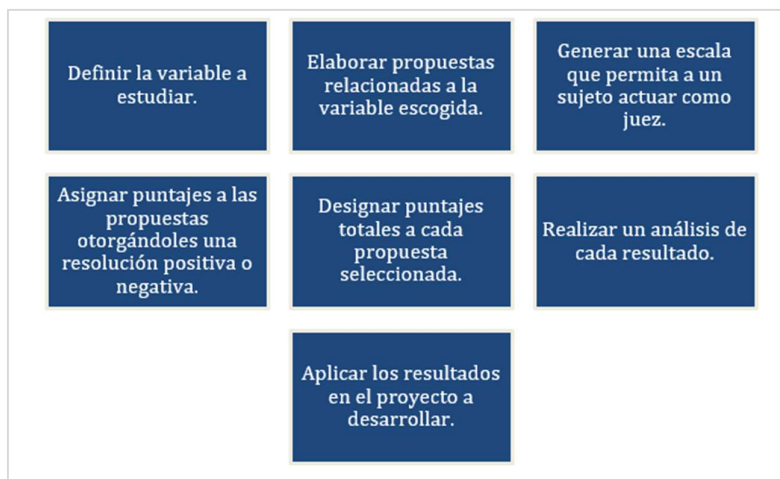 Definir la variable a
estudiar.
Elaborar propuestas
relacionadas a la
variable escogida.
Generar una escala
que permita a un
sujeto actuar como
juez.
Asignar puntajes a las
propuestas
otorgándoles una
resolución positiva o
negativa.
Designar puntajes
totales a cada
propuesta
seleccionada.
Realizar un análisis de
cada resultado.
Aplicar los resultados
en el proyecto a
desarrollar.